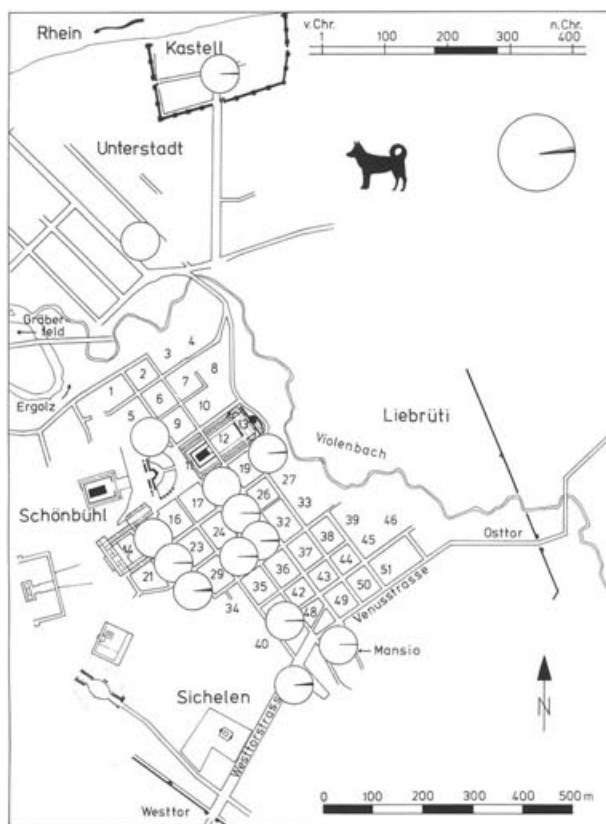 Rhein
Kastell
v. Chr. n. Chr.
1 100 200 300 400
Unterstadt
Gräber-
feld
Ergolz
3 4
2 8
1 7
6
5 10
9 13
12
11
Liebrüti
Violenbach
19 27
Schönbühl
17 26 33
16 24 32 39 46
14 38 45
Osttor
23 37 44
21 29 36 43 51
35 50
34 42 49
48
Venusstrasse
40
Mansio
Sichelen
Westtorstrasse
N
Westtor
0 100 200 300 400 500 m